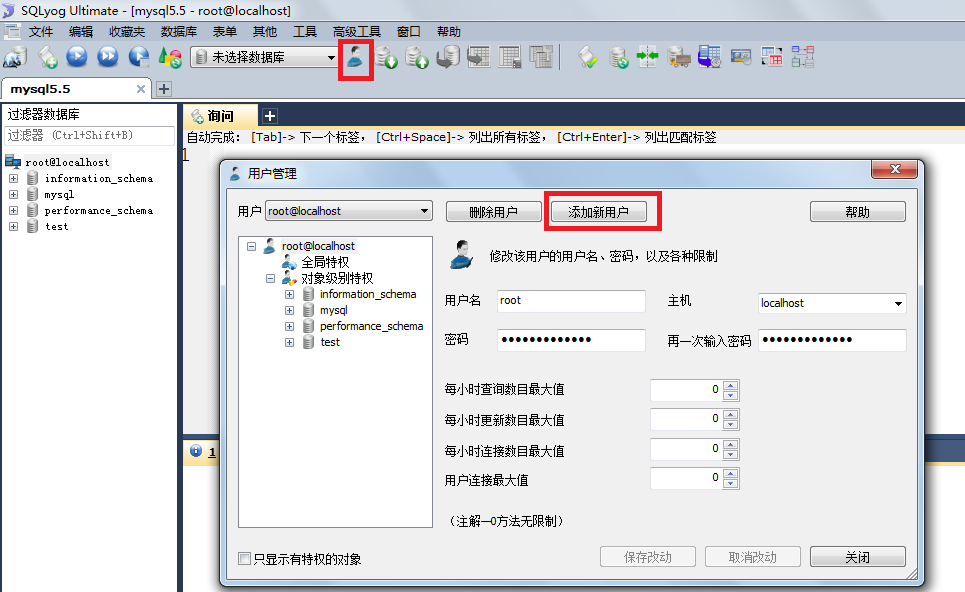 SQLyog Ultimate - [mysql5.5 - root@localhost]
文件 编辑 收藏夹 数据库 表单 其他 工具 高级工具 窗口 帮助
未选择数据库
mysql5.5
过滤器数据库
过滤器 (Ctrl+Shift+B)
root@localhost
information_schema
mysql
performance_schema
test
询问
自动完成: [Tab]-> 下一个标签, [Ctrl+Space]-> 列出所有标签, [Ctrl+Enter]-> 列出匹配标签
1
用户管理
用户 root@localhost 删除用户 添加新用户 帮助
root@localhost
全局特权
对象级别特权
information_schema
mysql
performance_schema
test
修改该用户的用户名、密码，以及各种限制
用户名 root 主机 localhost
密码 ••••••••••••• 再一次输入密码 •••••••••••••
每小时查询数目最大值 0
每小时更新数目最大值 0
每小时连接数目最大值 0
用户连接最大值 0
（注解—0方法无限制）
只显示有特权的对象
保存改动 取消改动 关闭
1